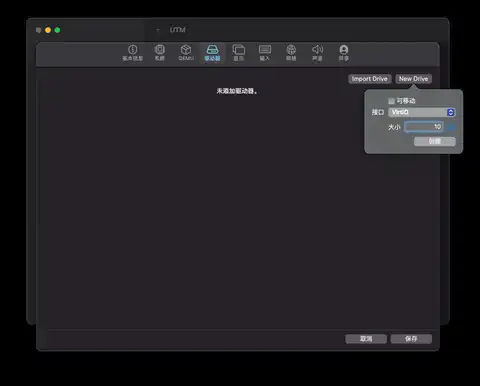 UTM
基本信息 系统 QEMU 驱动器 显示 输入 网络 声音 共享
Import Drive New Drive
未添加驱动器。
可移动
接口 VirtIO
大小 10
创建
取消 保存